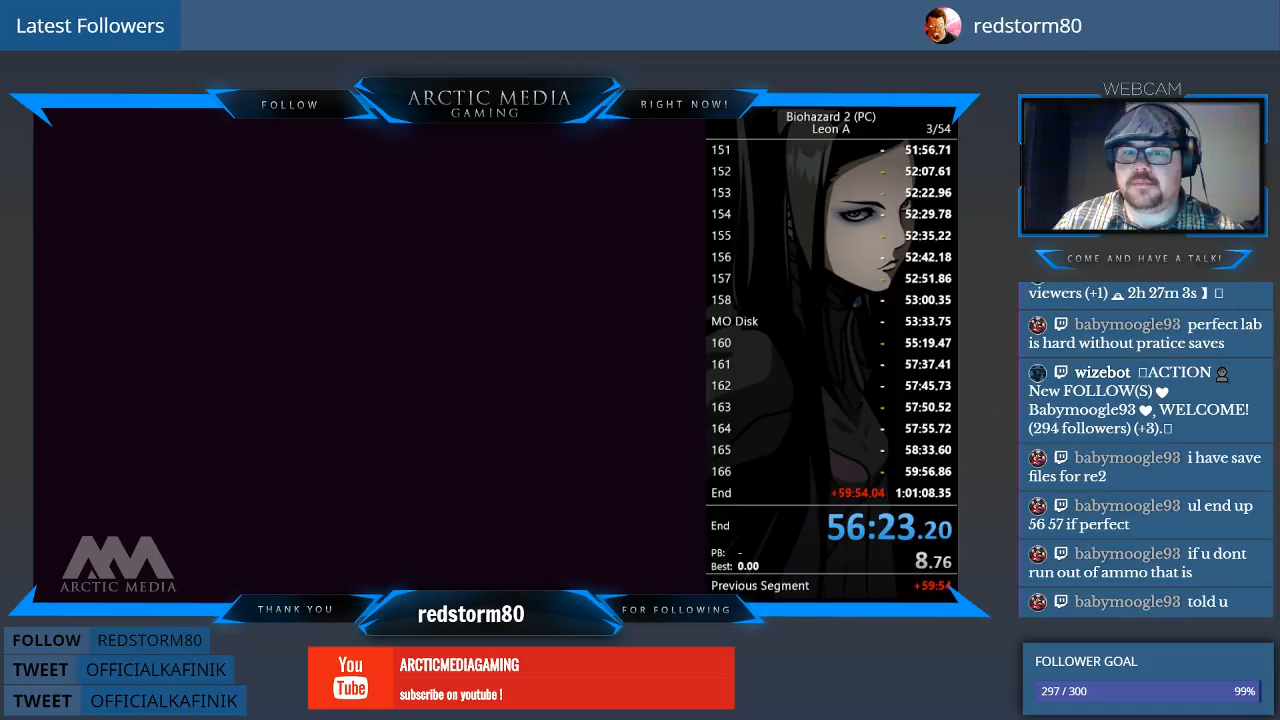 Latest Followers
redstorm80
FOLLOW
ARCTIC MEDIA
GAMING
RIGHT NOW!
Biohazard 2 (PC)
Leon A 3/54
151 - 51:56.71
152 - 52:07.61
153 - 52:22.96
154 - 52:29.78
155 - 52:35.22
156 - 52:42.18
157 - 52:51.86
158 - 53:00.35
MO Disk - 53:33.75
160 - 55:19.47
161 - 57:37.41
162 - 57:45.73
163 - 57:50.52
164 - 57:55.72
165 - 58:33.60
166 - 59:56.86
End +59:54.04 1:01:08.35
End 56:23.20
PB: -
Best: 0.00 8.76
Previous Segment +59:54
WEBCAM
COME AND HAVE A TALK!
viewers (+1) 2h 27m 3s 】
babymoogle93 perfect lab
is hard without pratice saves
wizebot ACTION
New FOLLOW(S)
Babymoogle93, WELCOME!
(294 followers) (+3).
babymoogle93 i have save
files for re2
babymoogle93 ul end up
56 57 if perfect
babymoogle93 if u dont
run out of ammo that is
babymoogle93 told u
FOLLOWER GOAL
297 / 300 99%
ARCTIC MEDIA
THANK YOU
redstorm80
FOR FOLLOWING
FOLLOW REDSTORM80
TWEET OFFICIALKAFINIK
TWEET OFFICIALKAFINIK
You
Tube
ARCTICMEDIAGAMING
subscribe on youtube !